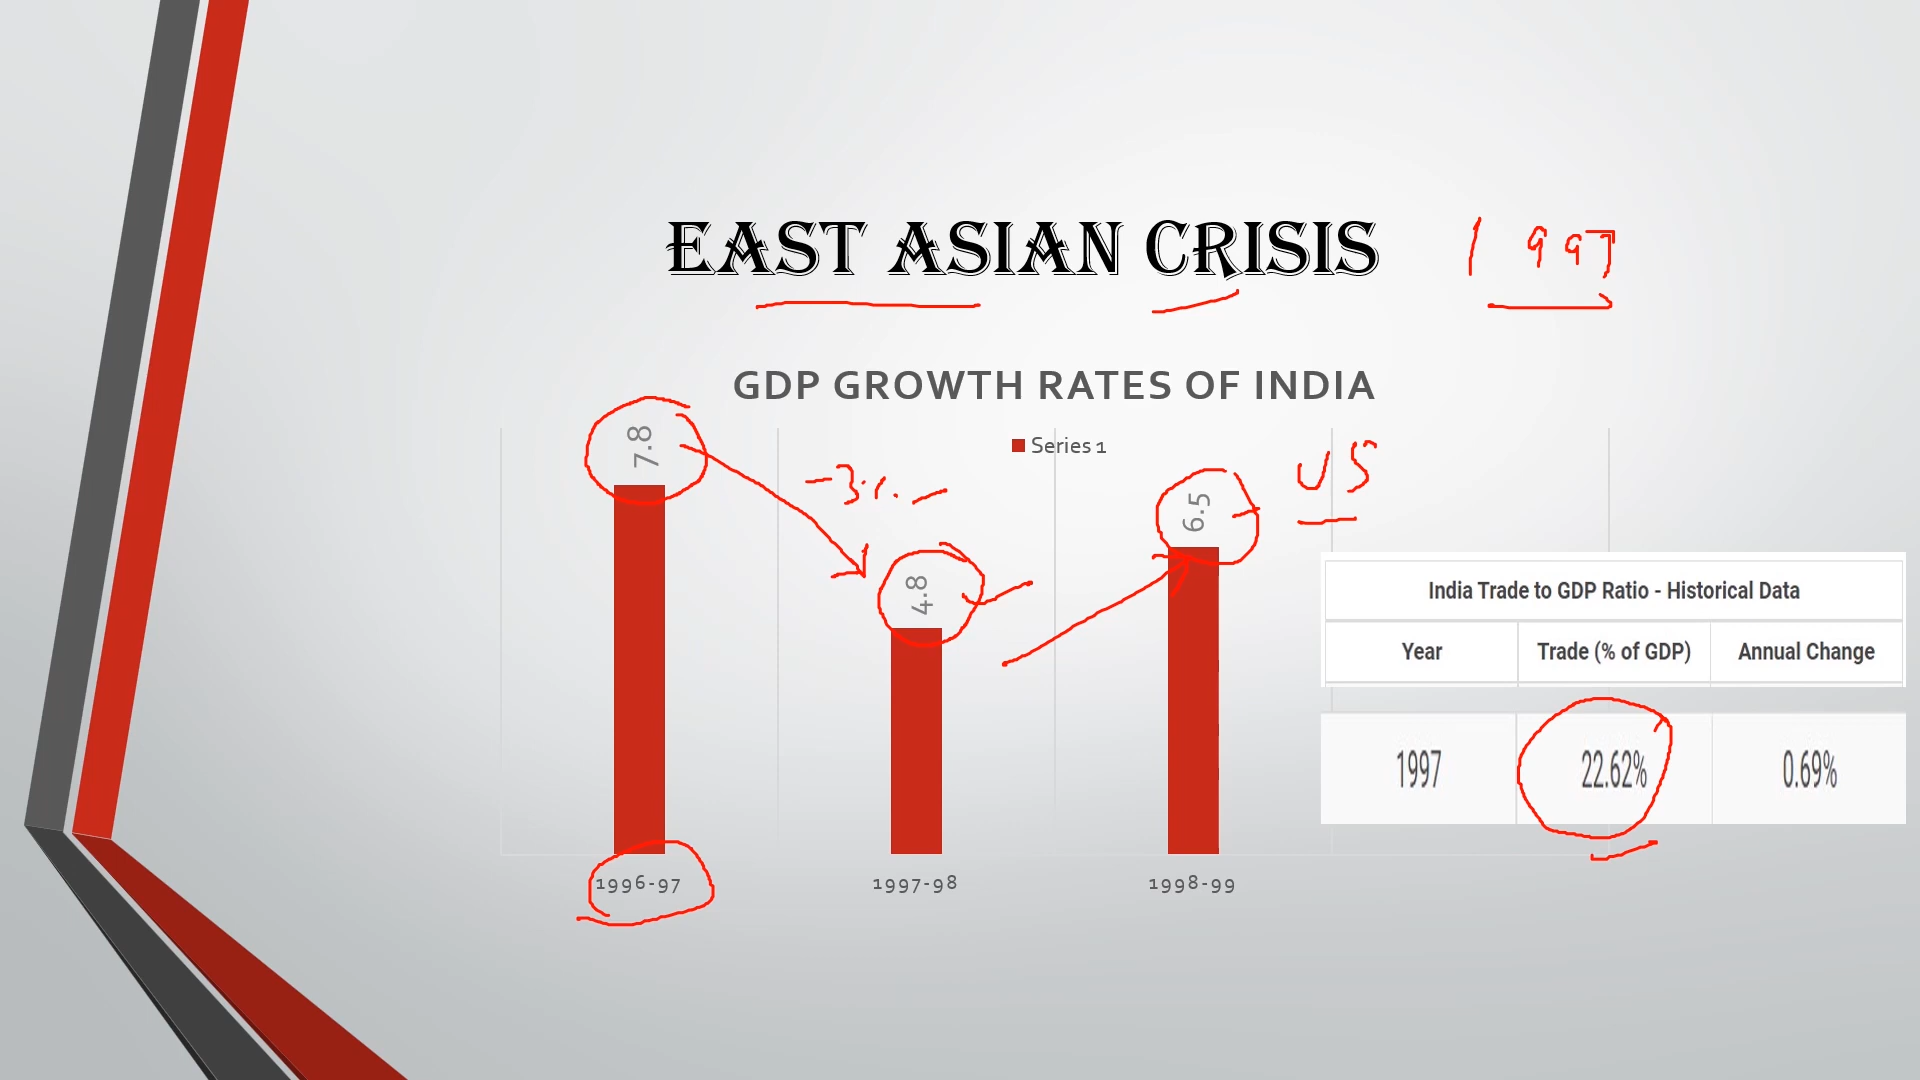 EAST ASIAN CRISIS 1997
GDP GROWTH RATES OF INDIA
Series 1
7.8
-3%
4.8
6.5
US
1996-97
1997-98
1998-99
India Trade to GDP Ratio - Historical Data
Year Trade (% of GDP) Annual Change
1997 22.62% 0.69%